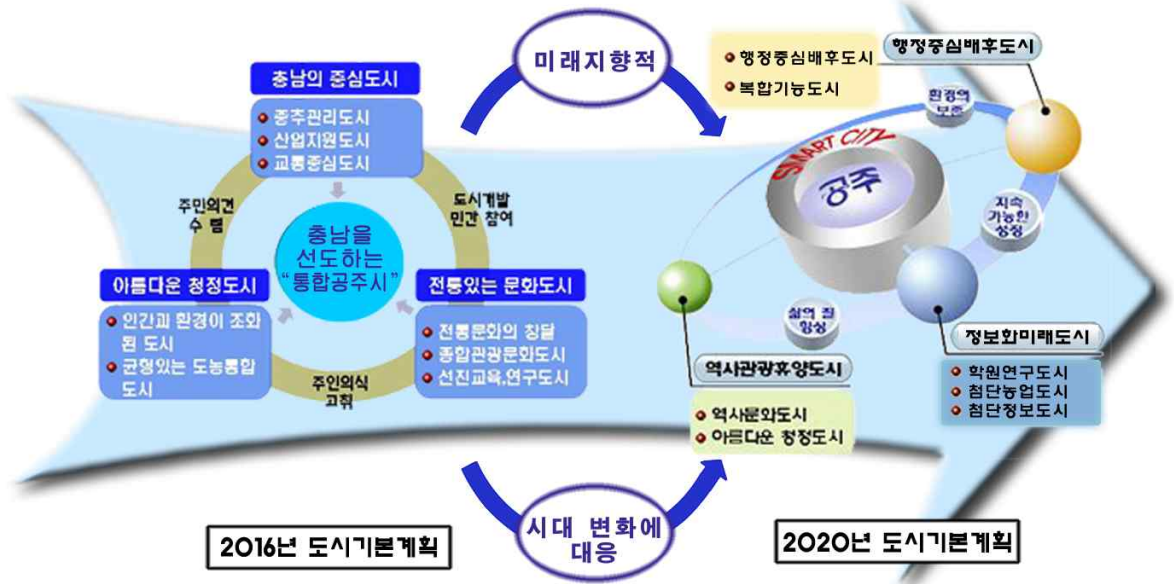 미래지향적
충남의 중심도시
중추관리도시
산업지원도시
교통중심도시
주민의견
수 렴
도시개발
민간 참여
충남을
선도하는
“통합공주시”
아름다운 청정도시
인간과 환경이 조화
된 도시
균형있는 도농통합
도시
전통있는 문화도시
전통문화의 창달
종합관광문화도시
선진교육,연구도시
주인의식
고취
2016년 도시기본계획
시대 변화에
대응
행정중심배후도시
행정중심배후도시
복합기능도시
환경의
보존
SMART CITY
공주
지속
가능한
성장
삶의 질
향상
역사관광휴양도시
역사문화도시
아름다운 청정도시
정보화미래도시
학원연구도시
첨단농업도시
첨단정보도시
2020년 도시기본계획